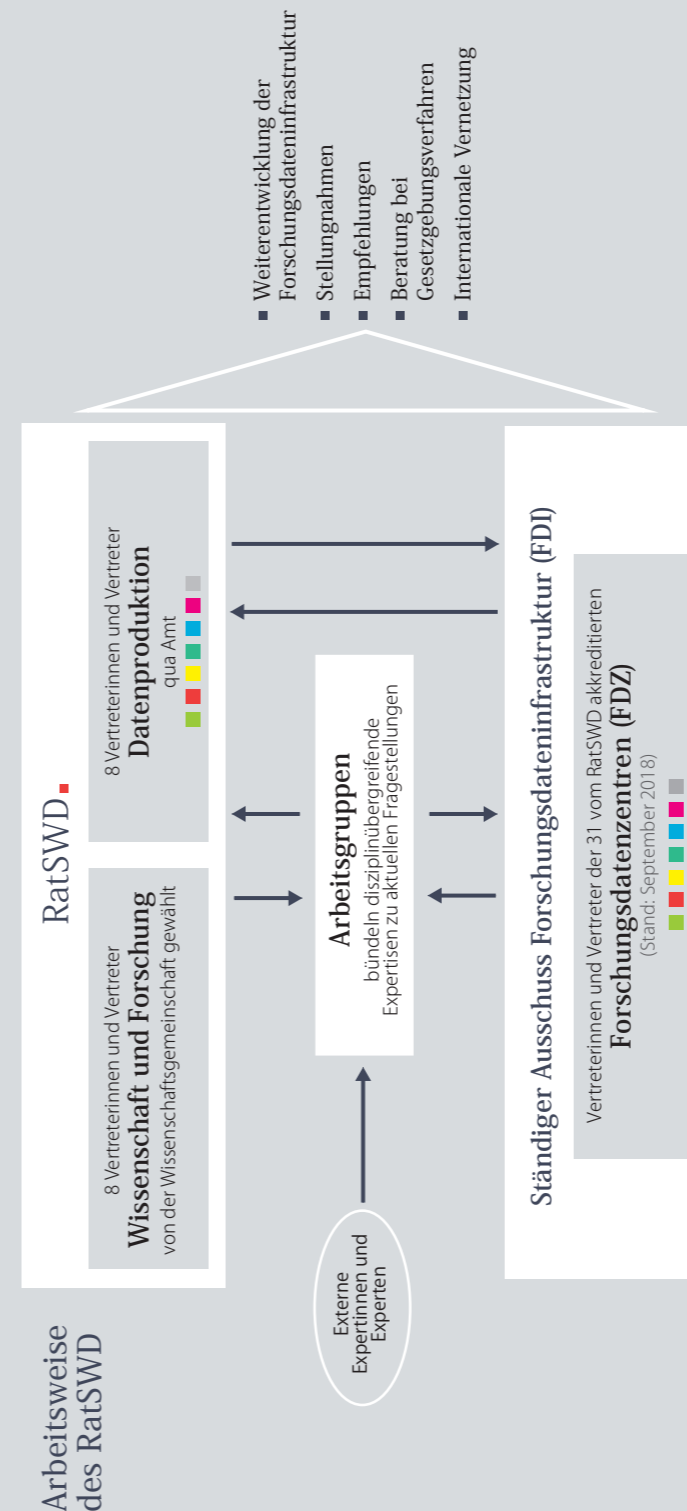 Arbeitsweise
des RatSWD
RatSWD
8 Vertreterinnen und Vertreter
Wissenschaft und Forschung
von der Wissenschaftsgemeinschaft gewählt
8 Vertreterinnen und Vertreter
Datenproduktion
qua Amt
Externe
Expertinnen und
Experten
Arbeitsgruppen
bündeln disziplinübergreifende
Expertisen zu aktuellen Fragestellungen
Ständiger Ausschuss Forschungsdateninfrastruktur (FDI)
Vertreterinnen und Vertreter der 31 vom RatSWD akkreditierten
Forschungsdatenzentren (FDZ)
(Stand: September 2018)
Weiterentwicklung der
Forschungsdateninfrastruktur
Stellungnahmen
Empfehlungen
Beratung bei
Gesetzgebungsverfahren
Internationale Vernetzung